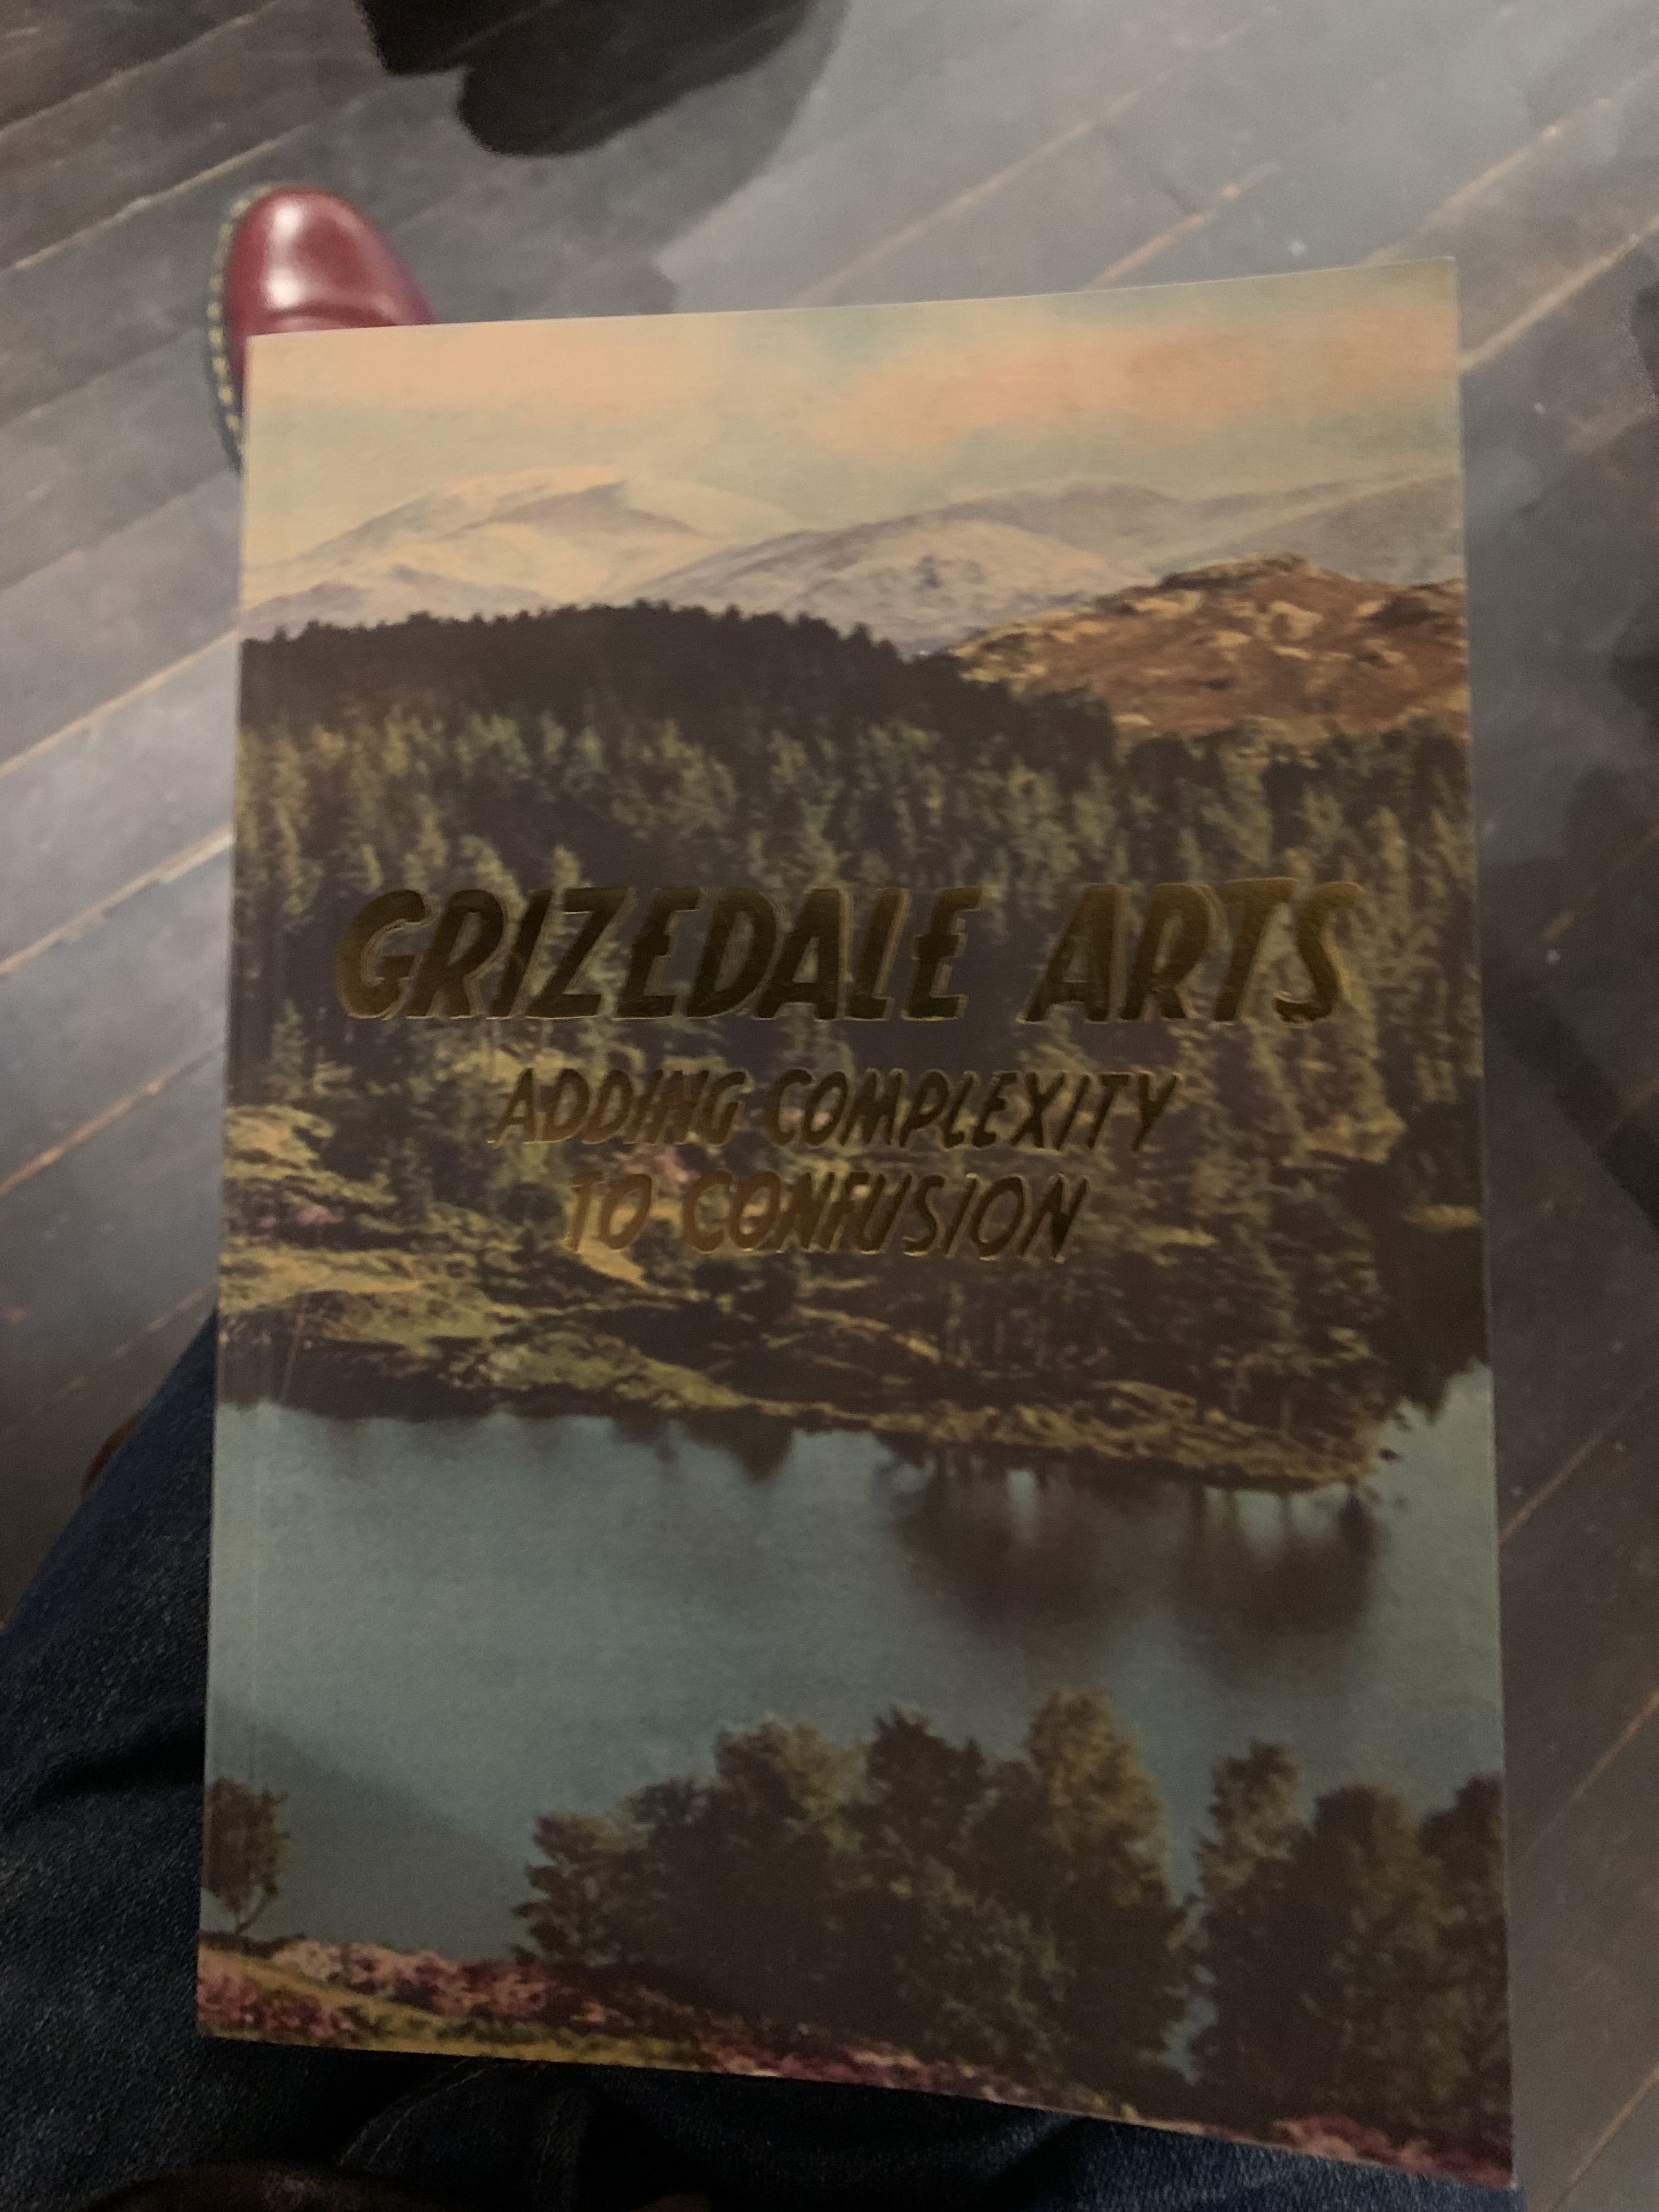 GRIZEDALE ARTS
ADDING COMPLEXITY
TO CONFUSION